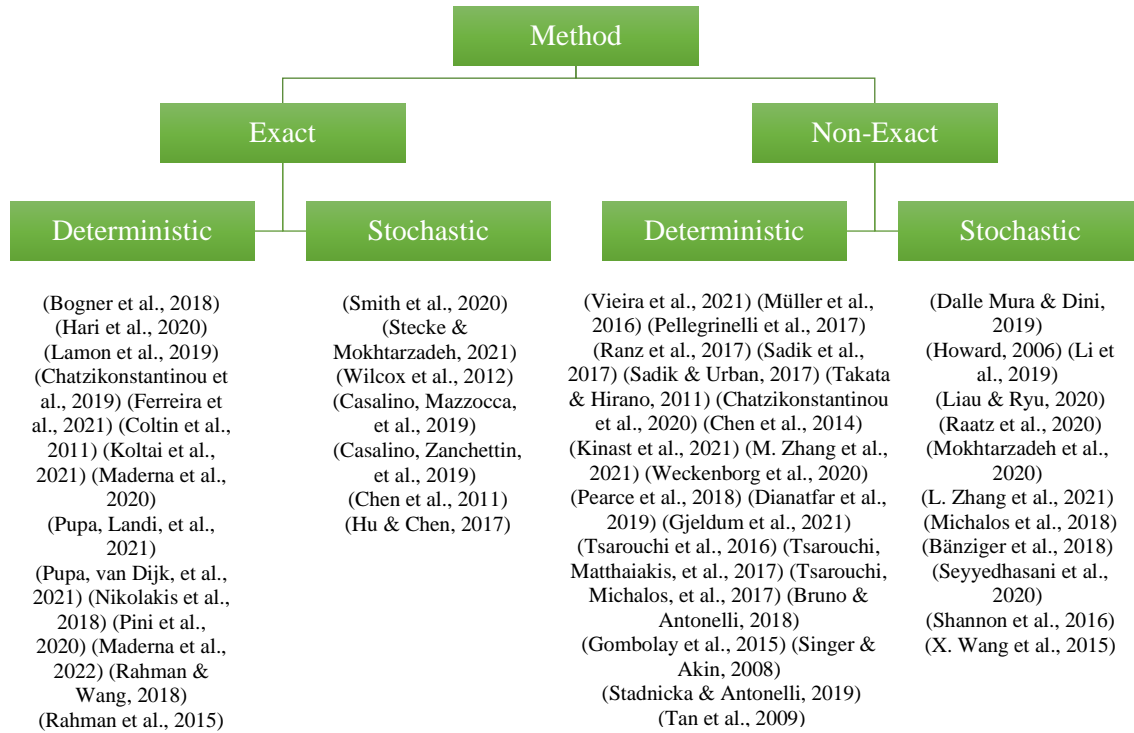 Method
Exact
Non-Exact
Deterministic
Stochastic
Deterministic
Stochastic
(Bogner et al., 2018)
(Hari et al., 2020)
(Lamon et al., 2019)
(Chatzikonstantinou et
al., 2019) (Ferreira et
al., 2021) (Coltin et al.,
2011) (Koltai et al.,
2021) (Maderna et al.,
2020)
(Pupa, Landi, et al.,
2021)
(Pupa, van Dijk, et al.,
2021) (Nikolakis et al.,
2018) (Pini et al.,
2020) (Maderna et al.,
2022) (Rahman &
Wang, 2018)
(Rahman et al., 2015)
(Smith et al., 2020)
(Stecke &
Mokhtarzadeh, 2021)
(Wilcox et al., 2012)
(Casalino, Mazzocca,
et al., 2019)
(Casalino, Zanchettin,
et al., 2019)
(Chen et al., 2011)
(Hu & Chen, 2017)
(Vieira et al., 2021) (Müller et al.,
2016) (Pellegrinelli et al., 2017)
(Ranz et al., 2017) (Sadik et al.,
2017) (Sadik & Urban, 2017) (Takata
& Hirano, 2011) (Chatzikonstantinou
et al., 2020) (Chen et al., 2014)
(Kinast et al., 2021) (M. Zhang et al.,
2021) (Weckenborg et al., 2020)
(Pearce et al., 2018) (Dianatfar et al.,
2019) (Gjeldum et al., 2021)
(Tsarouchi et al., 2016) (Tsarouchi,
Matthaiakis, et al., 2017) (Tsarouchi,
Michalos, et al., 2017) (Bruno &
Antonelli, 2018)
(Gombolay et al., 2015) (Singer &
Akin, 2008)
(Stadnicka & Antonelli, 2019)
(Tan et al., 2009)
(Dalle Mura & Dini,
2019)
(Howard, 2006) (Li et
al., 2019)
(Liau & Ryu, 2020)
(Raatz et al., 2020)
(Mokhtarzadeh et al.,
2020)
(L. Zhang et al., 2021)
(Michalos et al., 2018)
(Bänziger et al., 2018)
(Seyyedhasani et al.,
2020)
(Shannon et al., 2016)
(X. Wang et al., 2015)